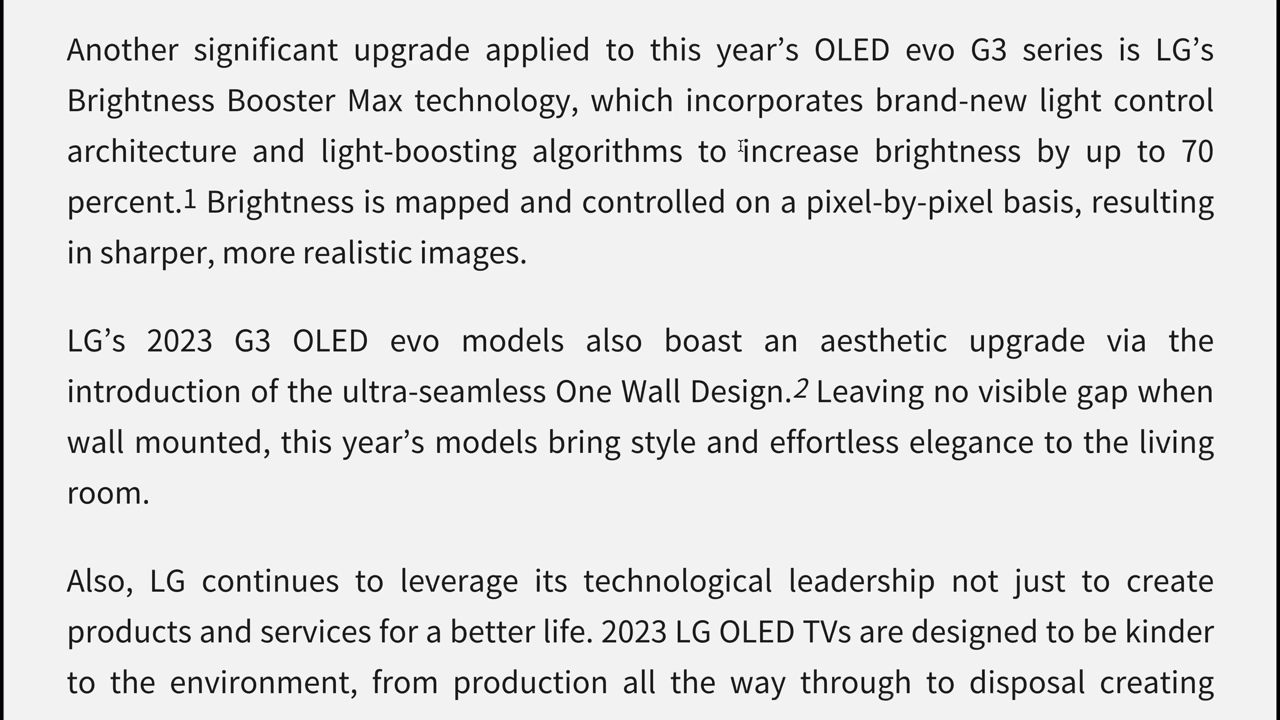 Another significant upgrade applied to this year’s OLED evo G3 series is LG’s
Brightness Booster Max technology, which incorporates brand-new light control
architecture and light-boosting algorithms to increase brightness by up to 70
percent.1 Brightness is mapped and controlled on a pixel-by-pixel basis, resulting
in sharper, more realistic images.
LG’s 2023 G3 OLED evo models also boast an aesthetic upgrade via the
introduction of the ultra-seamless One Wall Design.2 Leaving no visible gap when
wall mounted, this year’s models bring style and effortless elegance to the living
room.
Also, LG continues to leverage its technological leadership not just to create
products and services for a better life. 2023 LG OLED TVs are designed to be kinder
to the environment, from production all the way through to disposal creating